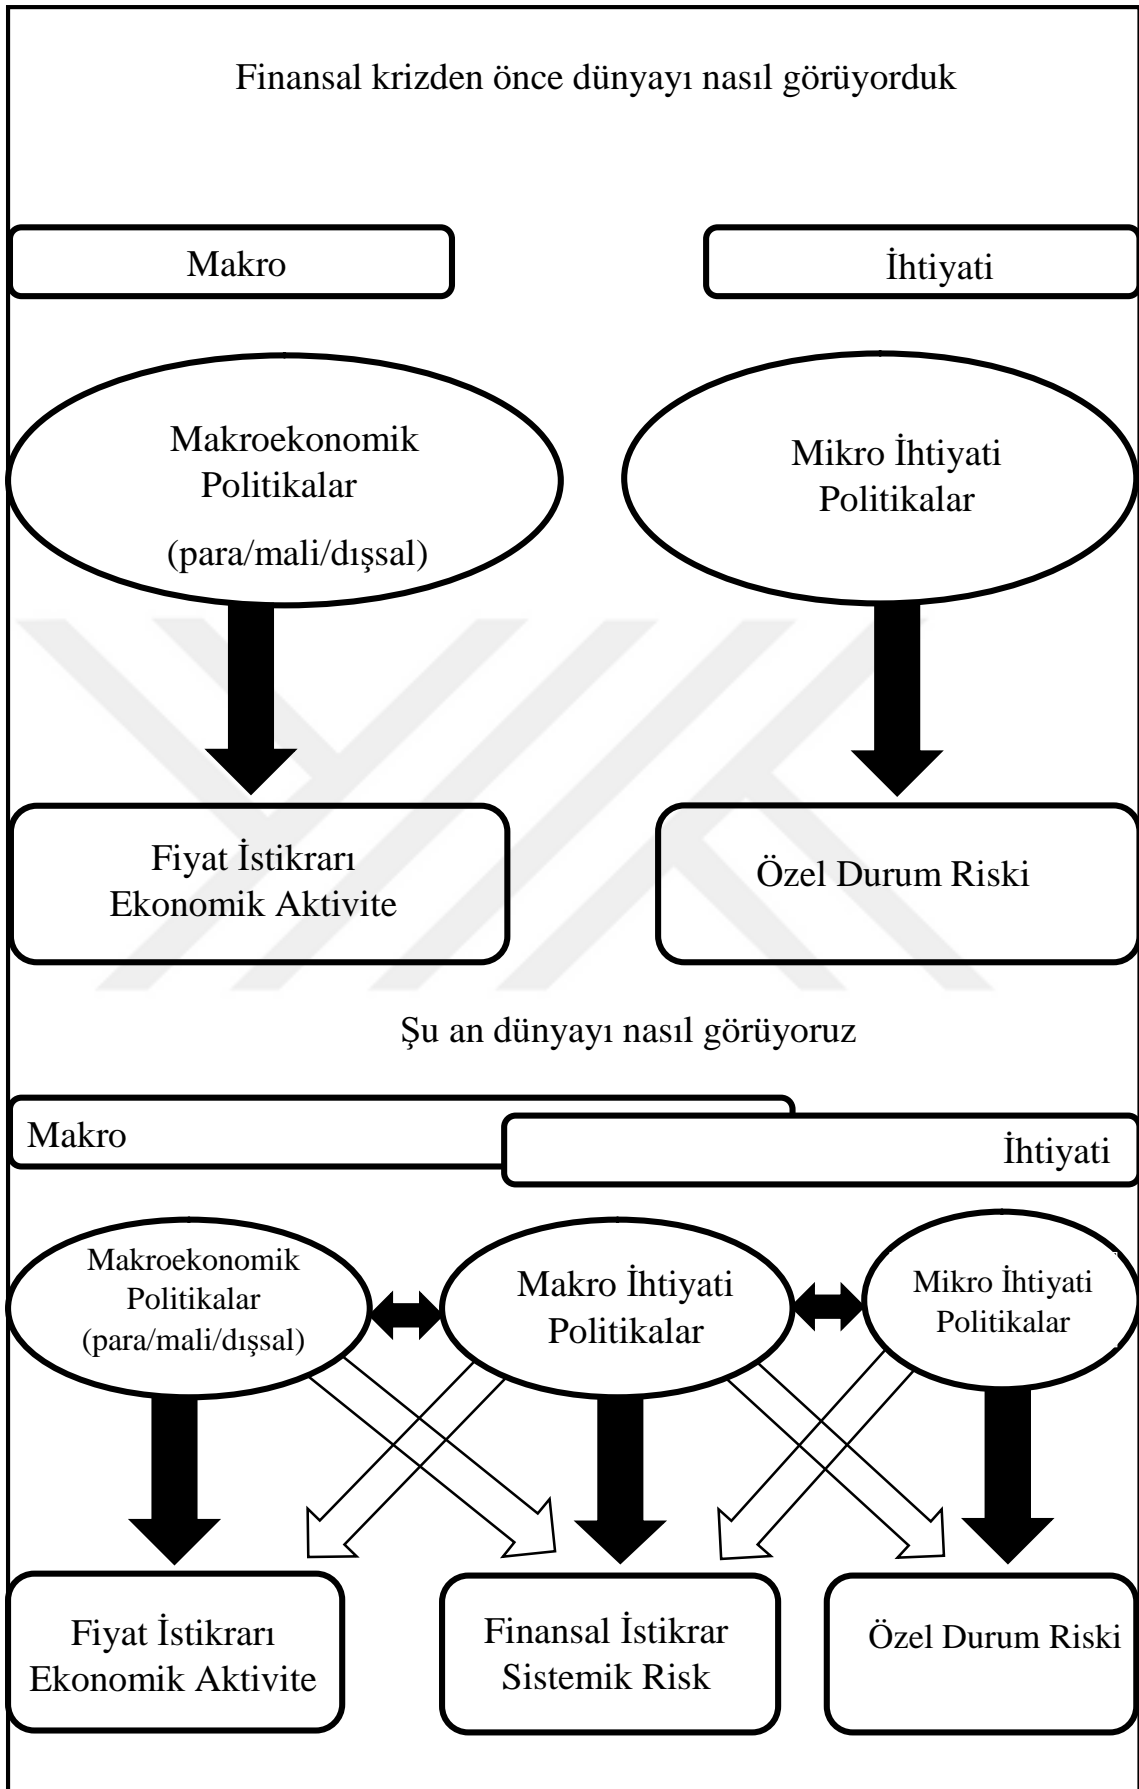 Finansal krizden önce dünyayı nasıl görüyorduk
Makro
İhtiyati
Makroekonomik
Politikalar
(para/mali/dışsal)
Mikro İhtiyati
Politikalar
Fiyat İstikrarı
Ekonomik Aktivite
Özel Durum Riski
Şu an dünyayı nasıl görüyoruz
Makro
İhtiyati
Makroekonomik
Politikalar
(para/mali/dışsal)
Makro İhtiyati
Politikalar
Mikro İhtiyati
Politikalar
Fiyat İstikrarı
Ekonomik Aktivite
Finansal İstikrar
Sistemik Risk
Özel Durum Riski